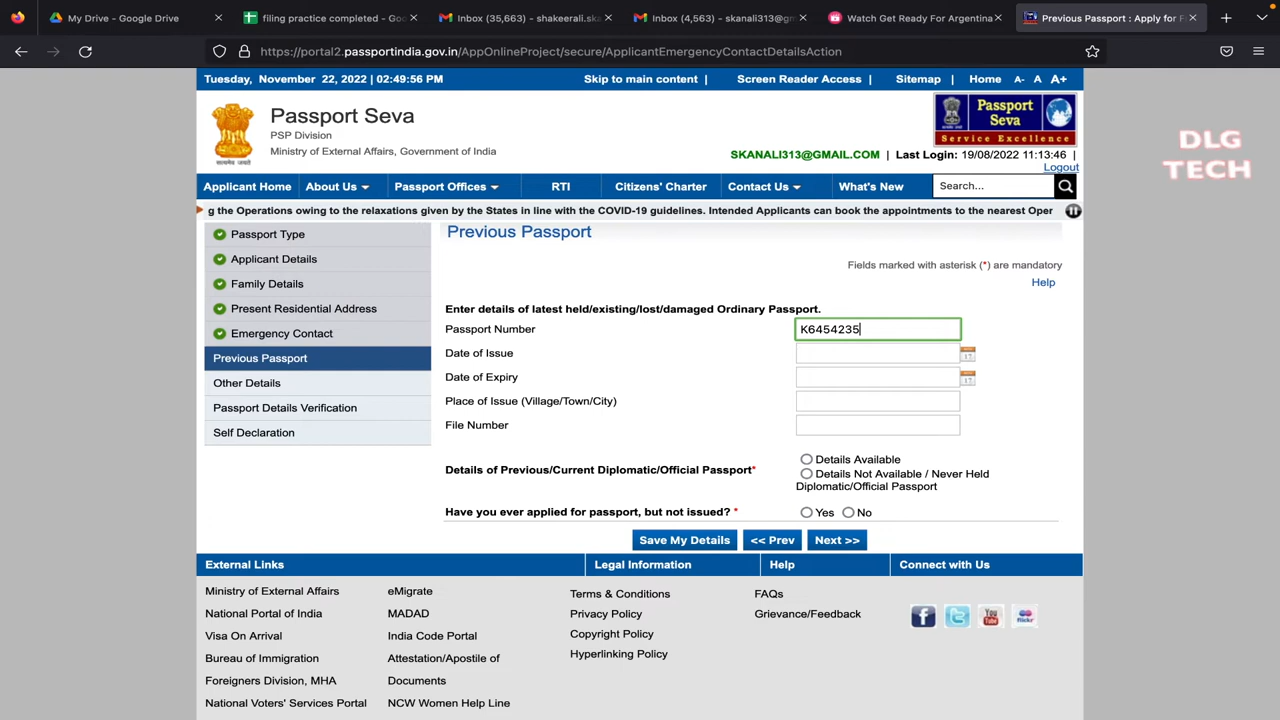 My Drive - Google Drive
filing practice completed - Go
Inbox (35,663) - shakeerali.ska
Inbox (4,563) - skanali313@gm
Watch Get Ready For Argentina
Previous Passport : Apply for
https://portal2.passportindia.gov.in/AppOnlineProject/secure/ApplicantEmergencyContactDetailsAction
Tuesday, November 22, 2022 | 02:49:56 PM
Skip to main content |
Screen Reader Access |
Sitemap |
Home
A- A A+
Passport Seva
PSP Division
Ministry of External Affairs, Government of India
Passport
Seva
Service Excellence
DLG
TECH
SKANALI313@GMAIL.COM | Last Login: 19/08/2022 11:13:46 |
Logout
Applicant Home
About Us
Passport Offices
RTI
Citizens' Charter
Contact Us
What's New
Search...
g the Operations owing to the relaxations given by the States in line with the COVID-19 guidelines. Intended Applicants can book the appointments to the nearest Oper
Passport Type
Applicant Details
Family Details
Present Residential Address
Emergency Contact
Previous Passport
Other Details
Passport Details Verification
Self Declaration
Previous Passport
Fields marked with asterisk (*) are mandatory
Help
Enter details of latest held/existing/lost/damaged Ordinary Passport.
Passport Number
K6454235
Date of Issue
Date of Expiry
Place of Issue (Village/Town/City)
File Number
Details of Previous/Current Diplomatic/Official Passport*
Details Available
Details Not Available / Never Held
Diplomatic/Official Passport
Have you ever applied for passport, but not issued? *
Yes
No
Save My Details
<< Prev
Next >>
External Links
Legal Information
Help
Connect with Us
Ministry of External Affairs
National Portal of India
Visa On Arrival
Bureau of Immigration
Foreigners Division, MHA
National Voters' Services Portal
eMigrate
MADAD
India Code Portal
Attestation/Apostole of
Documents
NCW Women Help Line
Terms & Conditions
Privacy Policy
Copyright Policy
Hyperlinking Policy
FAQs
Grievance/Feedback
You
flickr